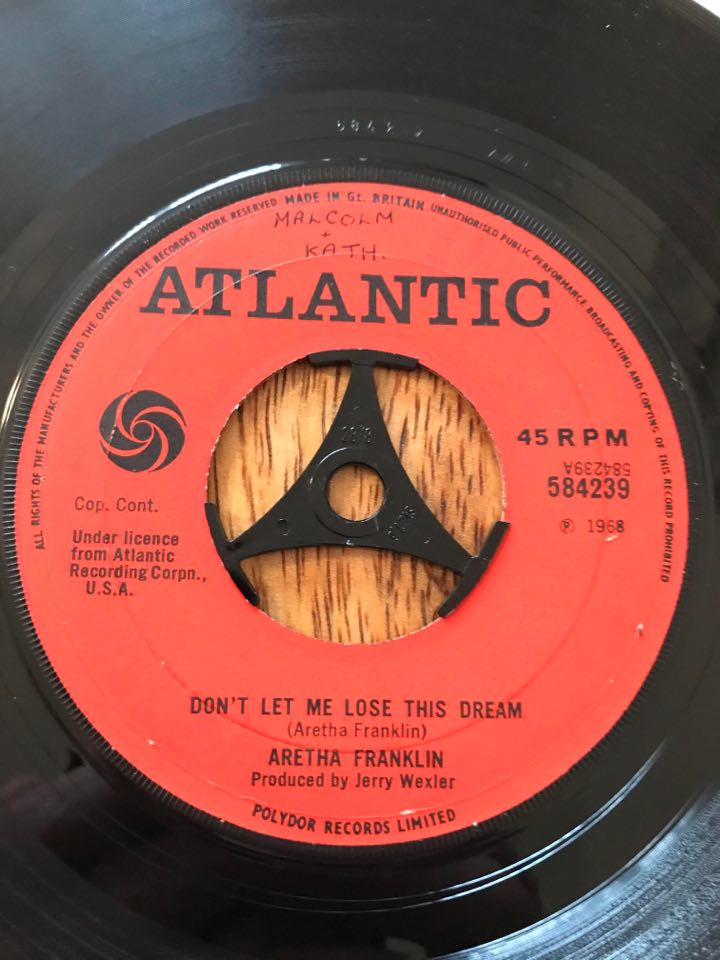 58423
ALL RIGHTS OF THE MANUFACTURERS AND THE OWNER OF THE RECORDED WORK RESERVED MADE IN Gt. BRITAIN UNAUTHORISED PUBLIC PERFORMANCE BROADCASTING AND COPYING OF THIS RECORD PROHIBITED
MALCOLM
+
KATH.
ATLANTIC
45 RPM
584239A
584239
Ⓟ 1968
Cop. Cont.
Under licence
from Atlantic
Recording Corpn.,
U.S.A.
DON'T LET ME LOSE THIS DREAM
(Aretha Franklin)
ARETHA FRANKLIN
Produced by Jerry Wexler
POLYDOR RECORDS LIMITED